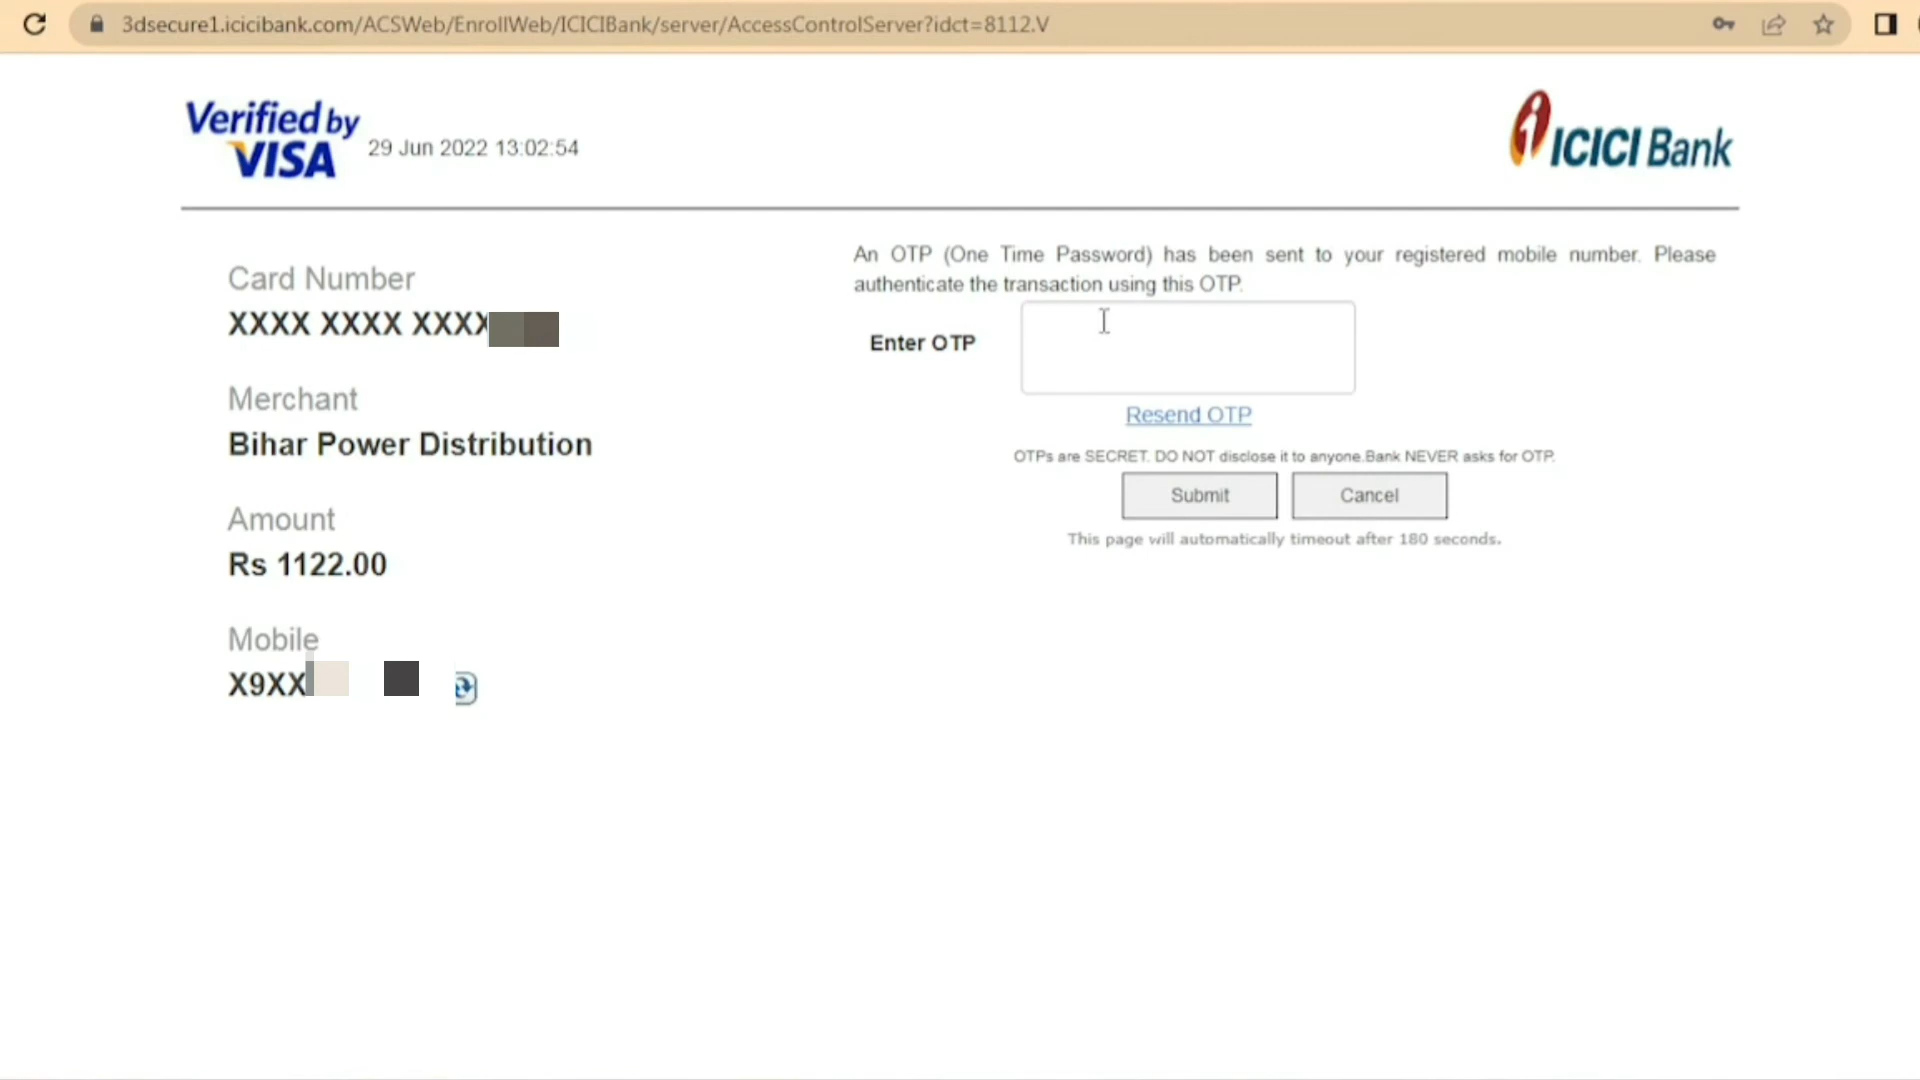 3dsecure1.icicibank.com/ACSWeb/EnrollWeb/ICICIBank/server/AccessControlServer?idct=8112.V
Verified by
VISA
29 Jun 2022 13:02:54
ICICI Bank
Card Number
XXXX XXXX XXXX
Merchant
Bihar Power Distribution
Amount
Rs 1122.00
Mobile
X9XX
An OTP (One Time Password) has been sent to your registered mobile number. Please
authenticate the transaction using this OTP.
Enter OTP
Resend OTP
OTPs are SECRET. DO NOT disclose it to anyone.Bank NEVER asks for OTP.
Submit Cancel
This page will automatically timeout after 180 seconds.